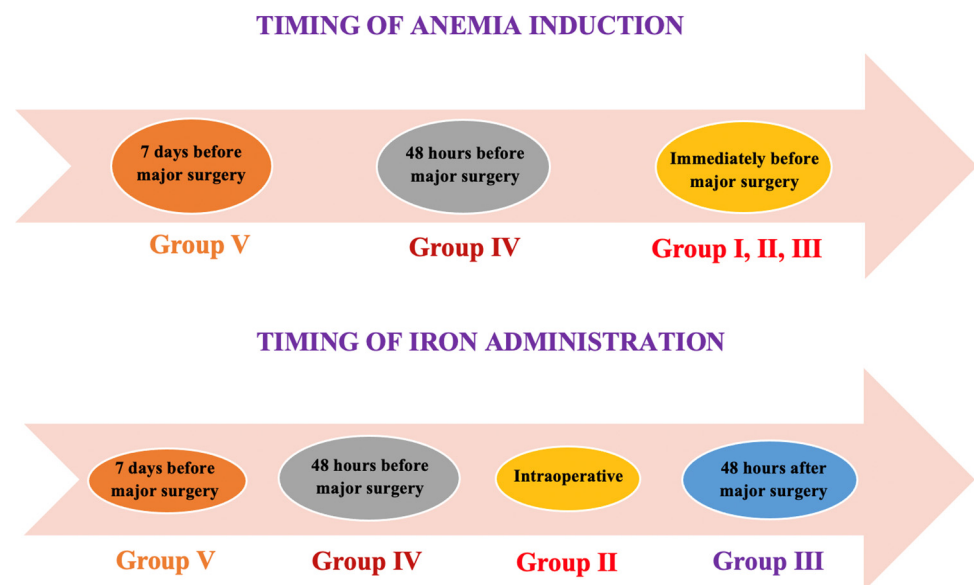 TIMING OF ANEMIA INDUCTION
7 days before
major surgery
48 hours before
major surgery
Immediately before
major surgery
Group V
Group IV
Group I, II, III
TIMING OF IRON ADMINISTRATION
7 days before
major surgery
48 hours before
major surgery
Intraoperative
48 hours after
major surgery
Group V
Group IV
Group II
Group III